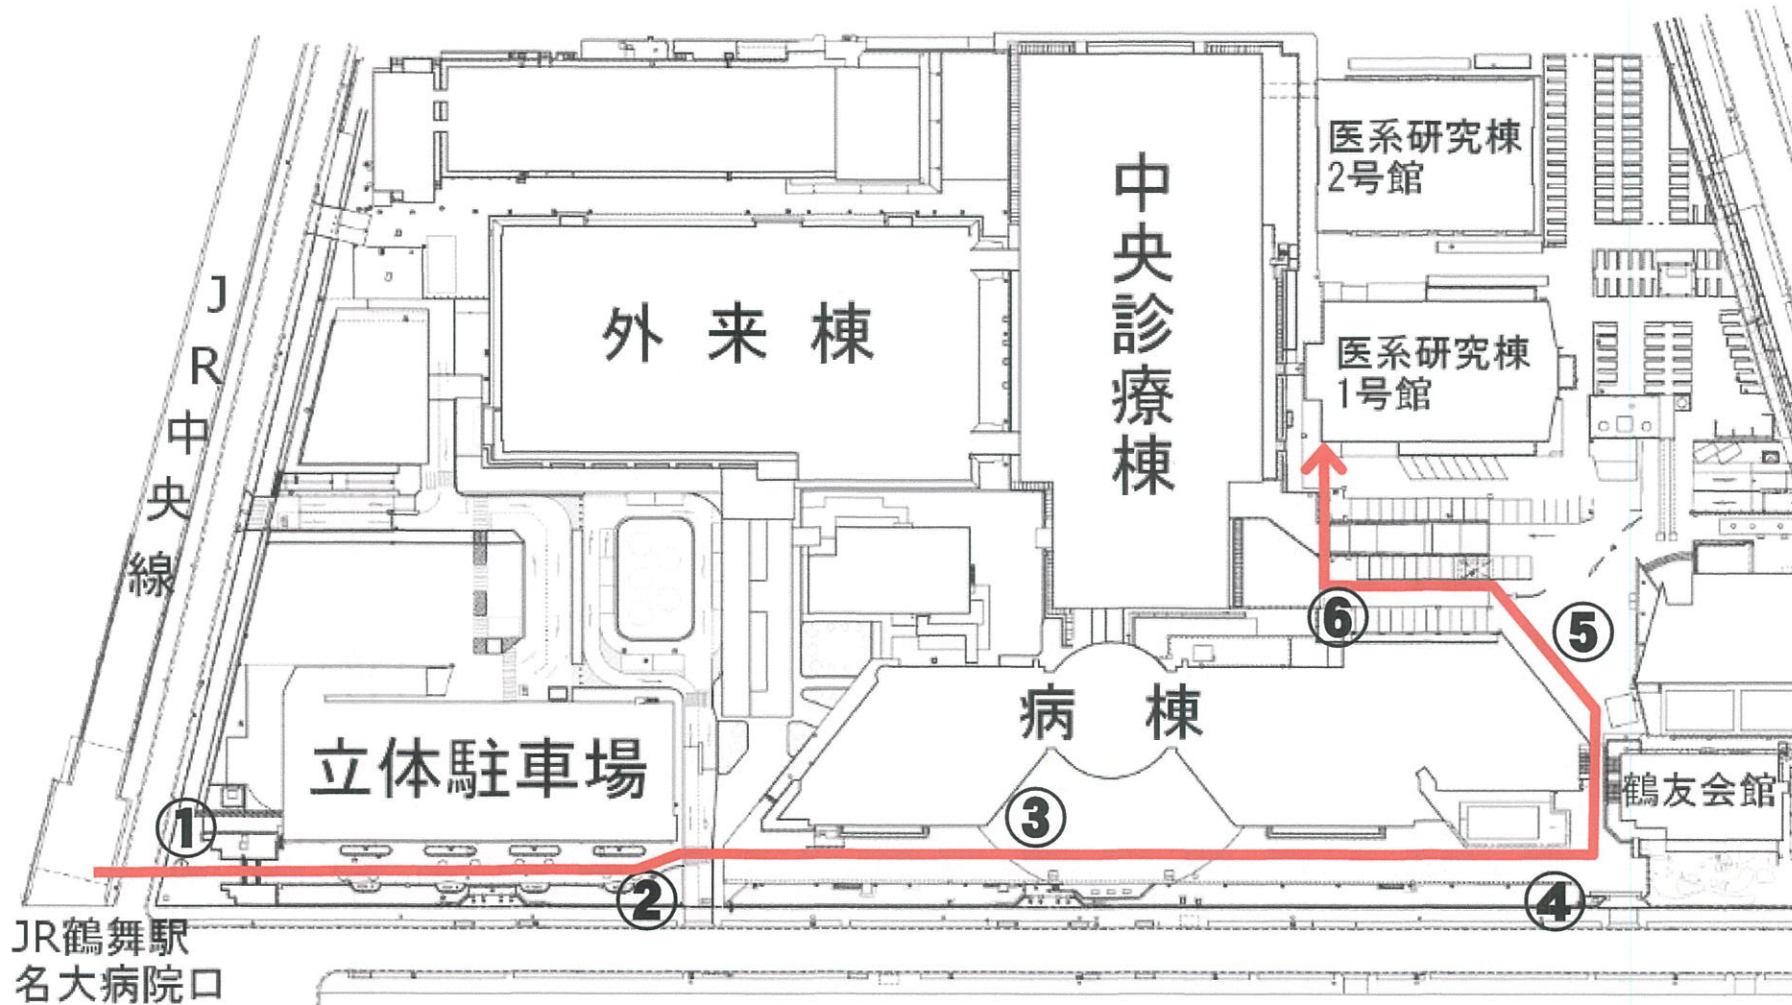 医系研究棟
2号館
中央診療棟
外来棟
医系研究棟
1号館
JR中央線
⑥
⑤
病棟
立体駐車場
鶴友会館
①
③
②
④
JR鶴舞駅
名大病院口